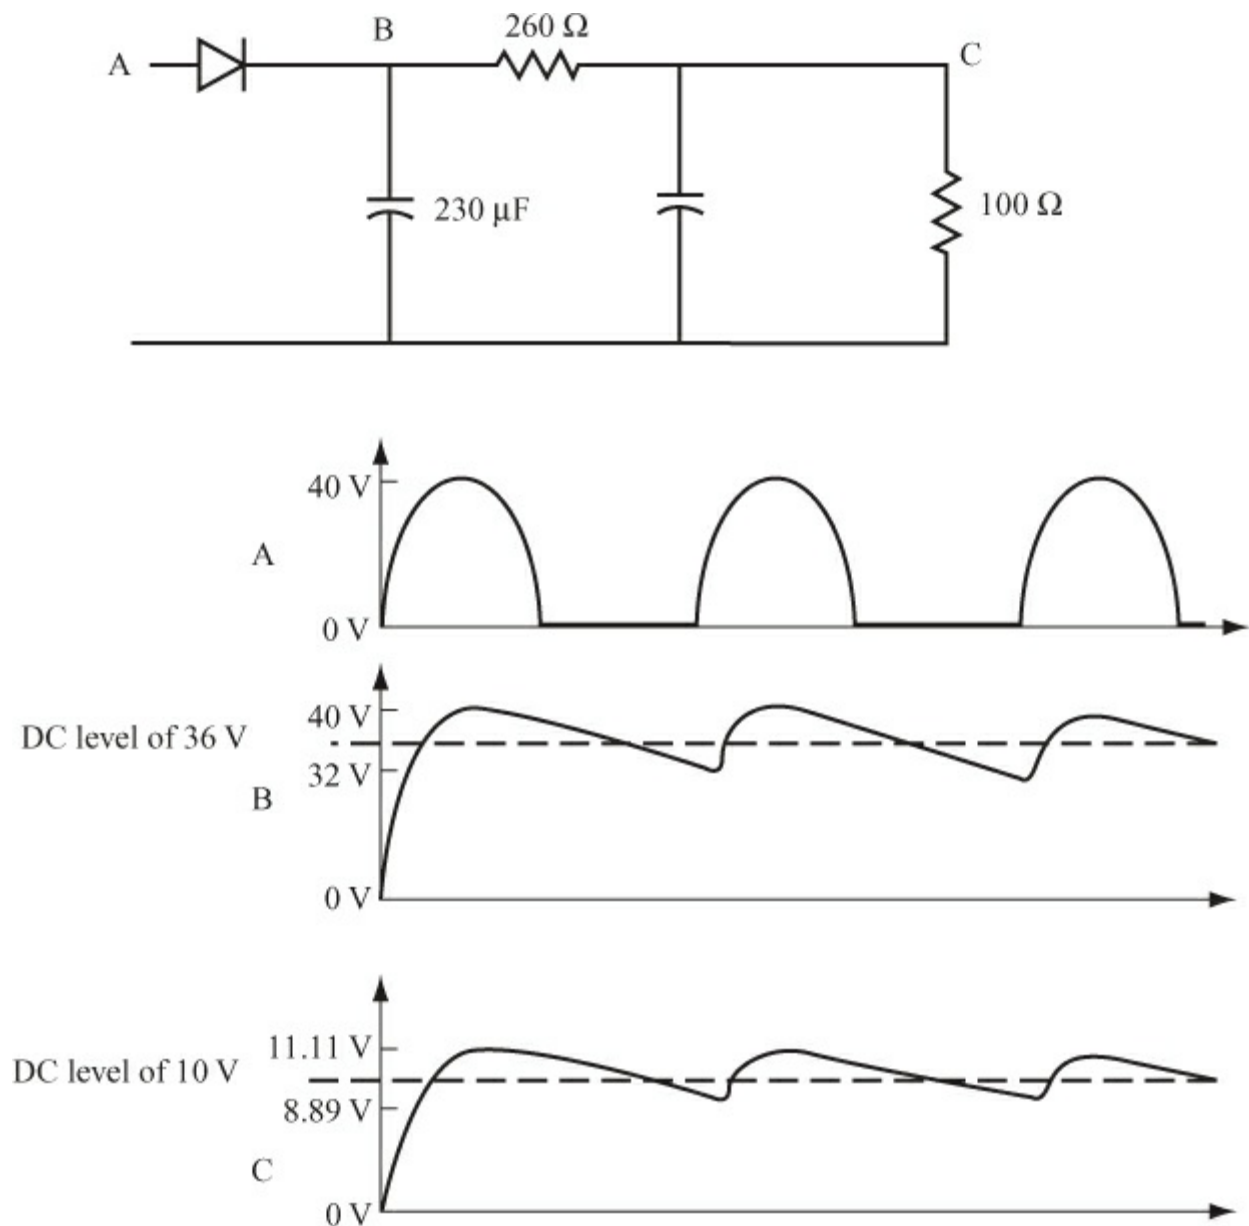 260 Ω
B
A
C
230 µF
100 Ω
40 V
A
0 V
40 V
DC level of 36 V
32 V
B
0 V
11.11 V
DC level of 10 V
8.89 V
C
0 V